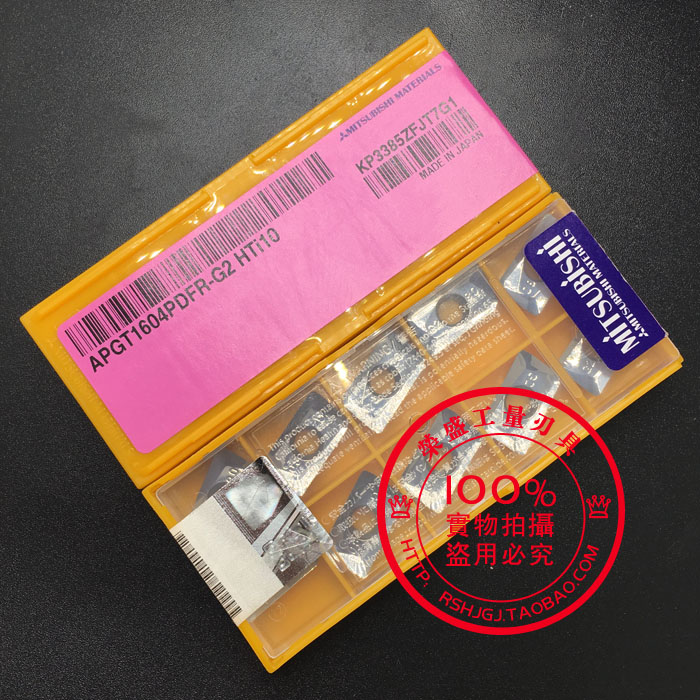 MITSUBISHI MATERIALS
KP3385ZFJT7G1
MADE IN JAPAN
APGT1604PDFR-G2 HTi10
MITSUBISHI
MITSUBISHI MATERIALS
榮盛工量刃具
100%
實物拍攝
盜用必究
HTTP：RSHJGJ.TAOBAO.COM